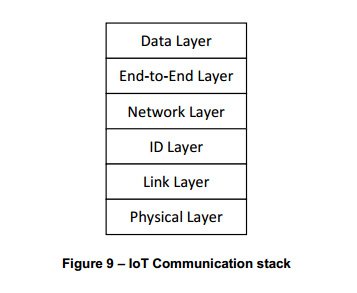 Data Layer
End-to-End Layer
Network Layer
ID Layer
Link Layer
Physical Layer
Figure 9 – IoT Communication stack